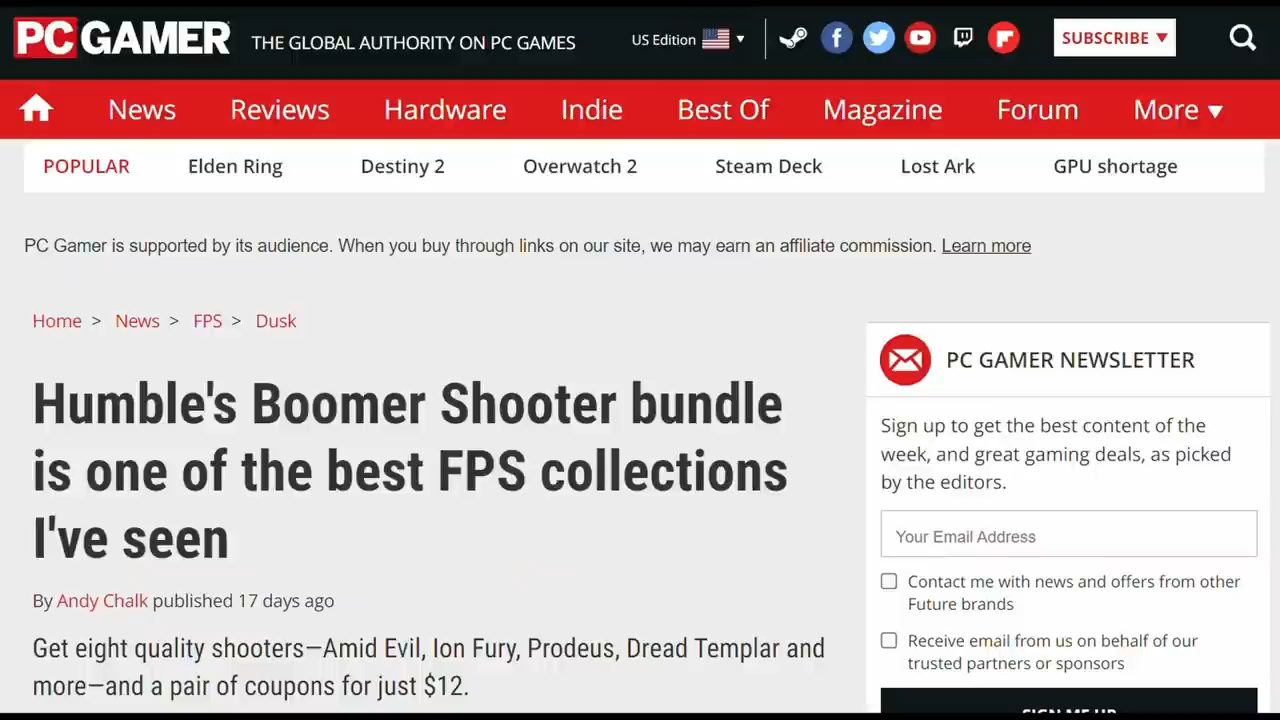 PC GAMER THE GLOBAL AUTHORITY ON PC GAMES US Edition SUBSCRIBE
News Reviews Hardware Indie Best Of Magazine Forum More
POPULAR Elden Ring Destiny 2 Overwatch 2 Steam Deck Lost Ark GPU shortage
PC Gamer is supported by its audience. When you buy through links on our site, we may earn an affiliate commission. Learn more
Home > News > FPS > Dusk
Humble's Boomer Shooter bundle
is one of the best FPS collections
I've seen
By Andy Chalk published 17 days ago
Get eight quality shooters—Amid Evil, Ion Fury, Prodeus, Dread Templar and
more—and a pair of coupons for just $12.
PC GAMER NEWSLETTER
Sign up to get the best content of the
week, and great gaming deals, as picked
by the editors.
Your Email Address
Contact me with news and offers from other
Future brands
Receive email from us on behalf of our
trusted partners or sponsors
SIGN ME UP